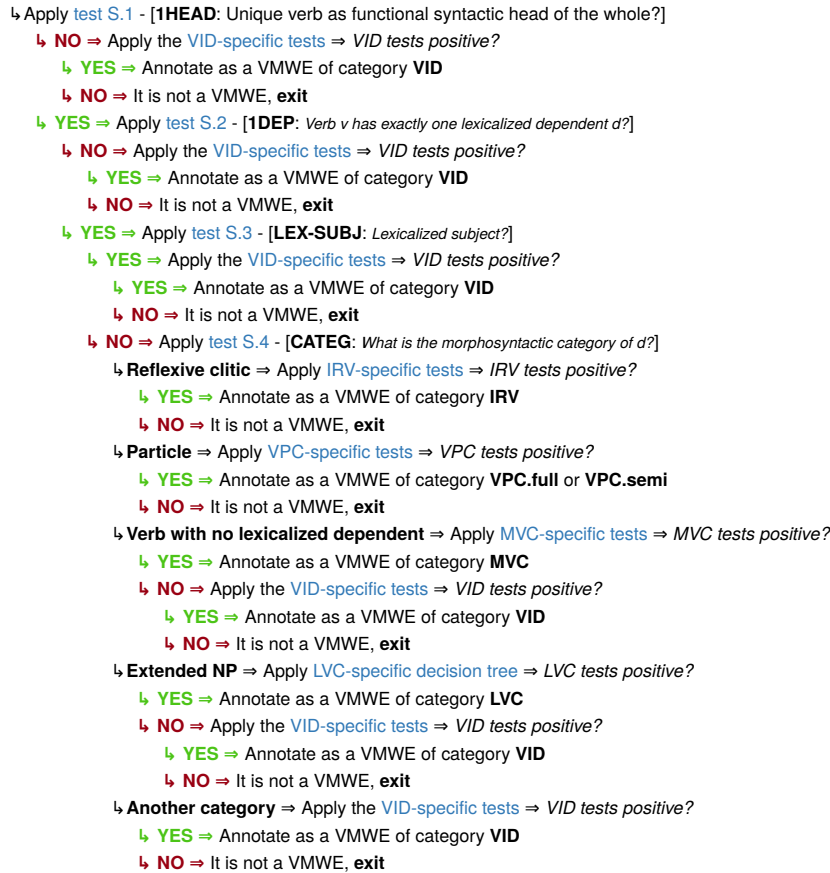 ↳Apply test S.1 - [1HEAD: Unique verb as functional syntactic head of the whole?]
↳ NO ⇒ Apply the VID-specific tests ⇒ VID tests positive?
↳ YES ⇒ Annotate as a VMWE of category VID
↳ NO ⇒ It is not a VMWE, exit
↳ YES ⇒ Apply test S.2 - [1DEP: Verb v has exactly one lexicalized dependent d?]
↳ NO ⇒ Apply the VID-specific tests ⇒ VID tests positive?
↳ YES ⇒ Annotate as a VMWE of category VID
↳ NO ⇒ It is not a VMWE, exit
↳ YES ⇒ Apply test S.3 - [LEX-SUBJ: Lexicalized subject?]
↳ YES ⇒ Apply the VID-specific tests ⇒ VID tests positive?
↳ YES ⇒ Annotate as a VMWE of category VID
↳ NO ⇒ It is not a VMWE, exit
↳ NO ⇒ Apply test S.4 - [CATEG: What is the morphosyntactic category of d?]
↳Reflexive clitic ⇒ Apply IRV-specific tests ⇒ IRV tests positive?
↳ YES ⇒ Annotate as a VMWE of category IRV
↳ NO ⇒ It is not a VMWE, exit
↳Particle ⇒ Apply VPC-specific tests ⇒ VPC tests positive?
↳ YES ⇒ Annotate as a VMWE of category VPC.full or VPC.semi
↳ NO ⇒ It is not a VMWE, exit
↳Verb with no lexicalized dependent ⇒ Apply MVC-specific tests ⇒ MVC tests positive?
↳ YES ⇒ Annotate as a VMWE of category MVC
↳ NO ⇒ Apply the VID-specific tests ⇒ VID tests positive?
↳ YES ⇒ Annotate as a VMWE of category VID
↳ NO ⇒ It is not a VMWE, exit
↳Extended NP ⇒ Apply LVC-specific decision tree ⇒ LVC tests positive?
↳ YES ⇒ Annotate as a VMWE of category LVC
↳ NO ⇒ Apply the VID-specific tests ⇒ VID tests positive?
↳ YES ⇒ Annotate as a VMWE of category VID
↳ NO ⇒ It is not a VMWE, exit
↳Another category ⇒ Apply the VID-specific tests ⇒ VID tests positive?
↳ YES ⇒ Annotate as a VMWE of category VID
↳ NO ⇒ It is not a VMWE, exit